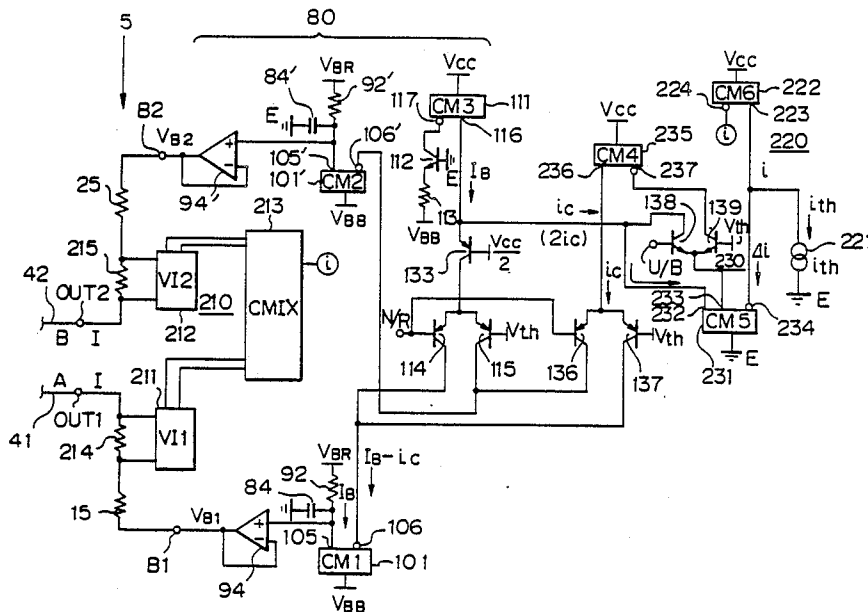 5
80
VBR
92'
84'
E
B2
VB2
94'
105'
106'
101'
CM2
VBB
25
215
42
B I
OUT2
VI2
210
212
213
CMIX
i
A I
41
OUT1
211
VI1
214
15
VB1
B1
94
VBR
92
84
E
IB
105
106
CM1
101
VBB
IB-ic
Vcc
117
CM3
111
116
112
E
IB
113
VBB
133
Vcc/2
N/R
114
115
Vth
Vcc
CM4
235
236
237
ic
(2ic)
138
139
Vth
U/B
230
ic
136
137
Vth
Vcc
224
CM6
222
223
i
220
i
ith
221
ith
E
Δi
233
232
CM5
234
231
E